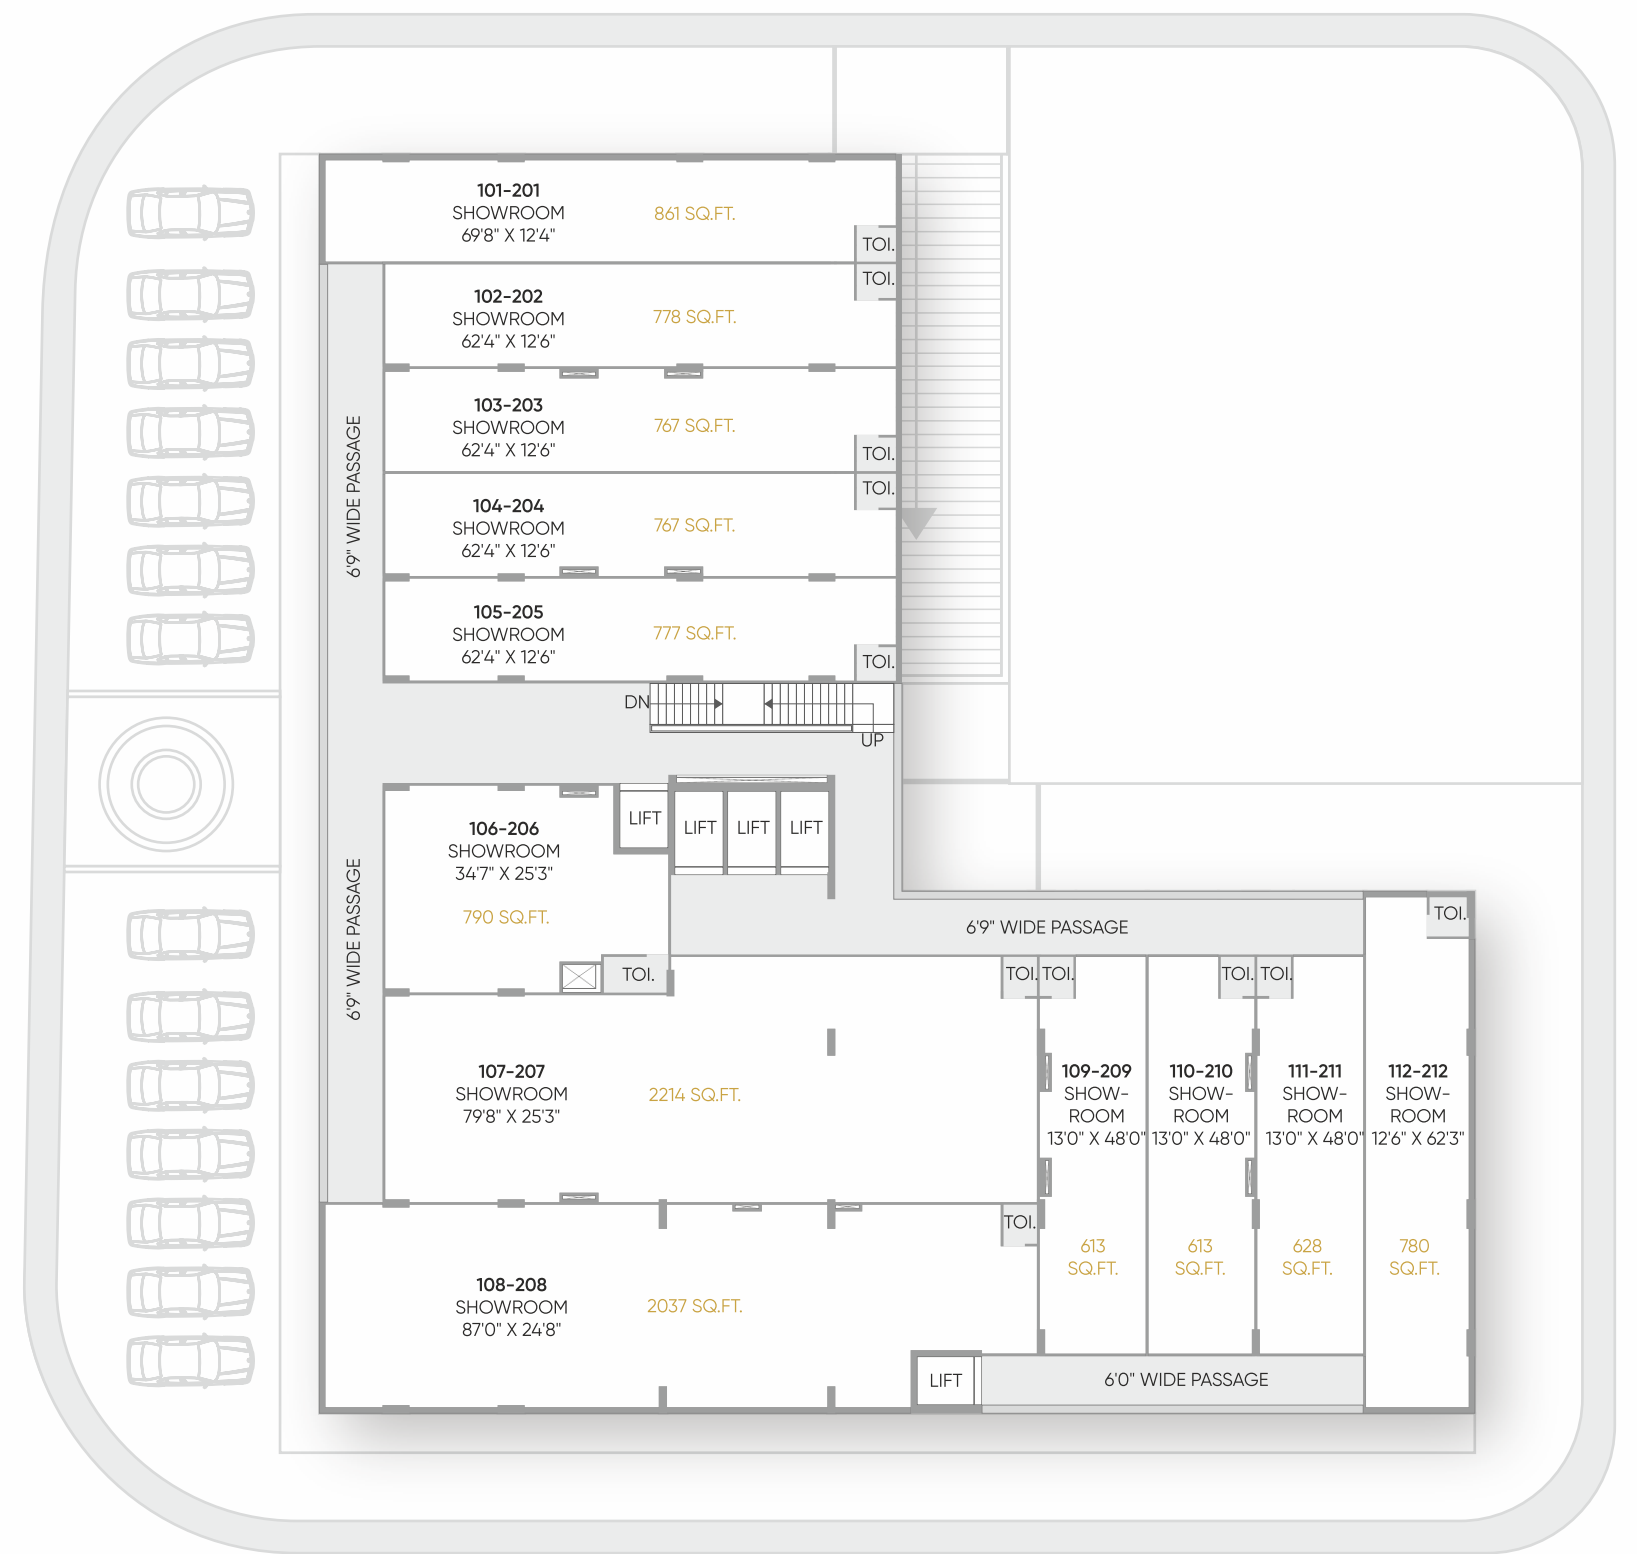 101-201
SHOWROOM
69'8" X 12'4"
861 SQ.FT.
TOI.
TOI.
102-202
SHOWROOM
62'4" X 12'6"
778 SQ.FT.
103-203
SHOWROOM
62'4" X 12'6"
767 SQ.FT.
TOI.
TOI.
6'9" WIDE PASSAGE
104-204
SHOWROOM
62'4" X 12'6"
767 SQ.FT.
105-205
SHOWROOM
62'4" X 12'6"
777 SQ.FT.
TOI.
DN
UP
LIFT
LIFT
LIFT
LIFT
106-206
SHOWROOM
34'7" X 25'3"
790 SQ.FT.
TOI.
6'9" WIDE PASSAGE
6'9" WIDE PASSAGE
TOI.
TOI.
TOI.
TOI.
TOI.
107-207
SHOWROOM
79'8" X 25'3"
2214 SQ.FT.
109-209
SHOW-
ROOM
13'0" X 48'0"
613
SQ.FT.
110-210
SHOW-
ROOM
13'0" X 48'0"
613
SQ.FT.
111-211
SHOW-
ROOM
13'0" X 48'0"
628
SQ.FT.
112-212
SHOW-
ROOM
12'6" X 62'3"
780
SQ.FT.
TOI.
108-208
SHOWROOM
87'0" X 24'8"
2037 SQ.FT.
LIFT
6'0" WIDE PASSAGE